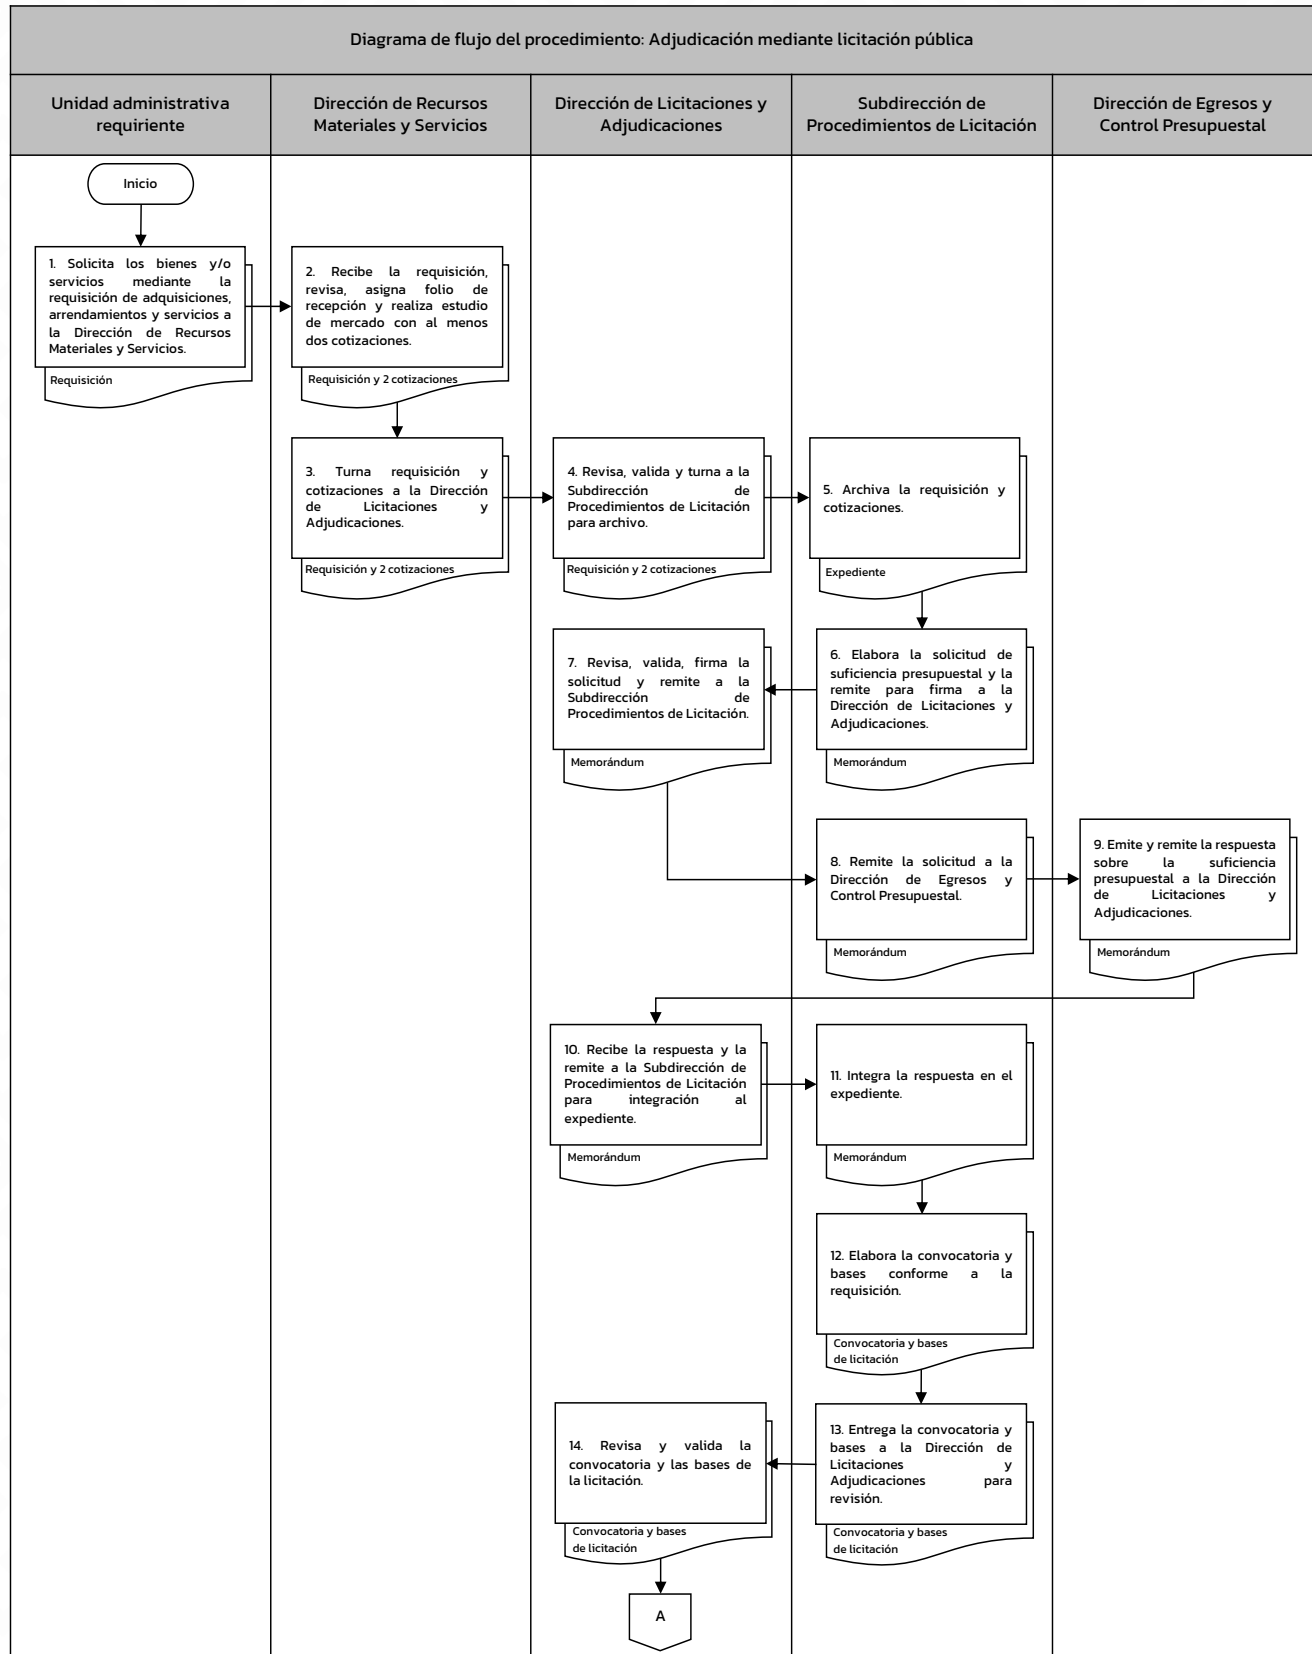 Diagrama de flujo del procedimiento: Adjudicación mediante licitación pública
Unidad administrativa
requiriente
Dirección de Recursos
Materiales y Servicios
Dirección de Licitaciones y
Adjudicaciones
Subdirección de
Procedimientos de Licitación
Dirección de Egresos y
Control Presupuestal
Inicio
1. Solicita los bienes y/o
servicios mediante la
requisición de adquisiciones,
arrendamientos y servicios a
la Dirección de Recursos
Materiales y Servicios.
Requisición
2. Recibe la requisición,
revisa, asigna folio de
recepción y realiza estudio
de mercado con al menos
dos cotizaciones.
Requisición y 2 cotizaciones
3. Turna requisición y
cotizaciones a la Dirección
de Licitaciones y
Adjudicaciones.
Requisición y 2 cotizaciones
4. Revisa, valida y turna a la
Subdirección de
Procedimientos de Licitación
para archivo.
Requisición y 2 cotizaciones
5. Archiva la requisición y
cotizaciones.
Expediente
6. Elabora la solicitud de
suficiencia presupuestal y la
remite para firma a la
Dirección de Licitaciones y
Adjudicaciones.
Memorándum
7. Revisa, valida, firma la
solicitud y remite a la
Subdirección de
Procedimientos de Licitación.
Memorándum
8. Remite la solicitud a la
Dirección de Egresos y
Control Presupuestal.
Memorándum
9. Emite y remite la respuesta
sobre la suficiencia
presupuestal a la Dirección
de Licitaciones y
Adjudicaciones.
Memorándum
10. Recibe la respuesta y la
remite a la Subdirección de
Procedimientos de Licitación
para integración al
expediente.
Memorándum
11. Integra la respuesta en el
expediente.
Memorándum
12. Elabora la convocatoria y
bases conforme a la
requisición.
Convocatoria y bases
de licitación
13. Entrega la convocatoria y
bases a la Dirección de
Licitaciones y
Adjudicaciones para
revisión.
Convocatoria y bases
de licitación
14. Revisa y valida la
convocatoria y las bases de
la licitación.
Convocatoria y bases
de licitación
A